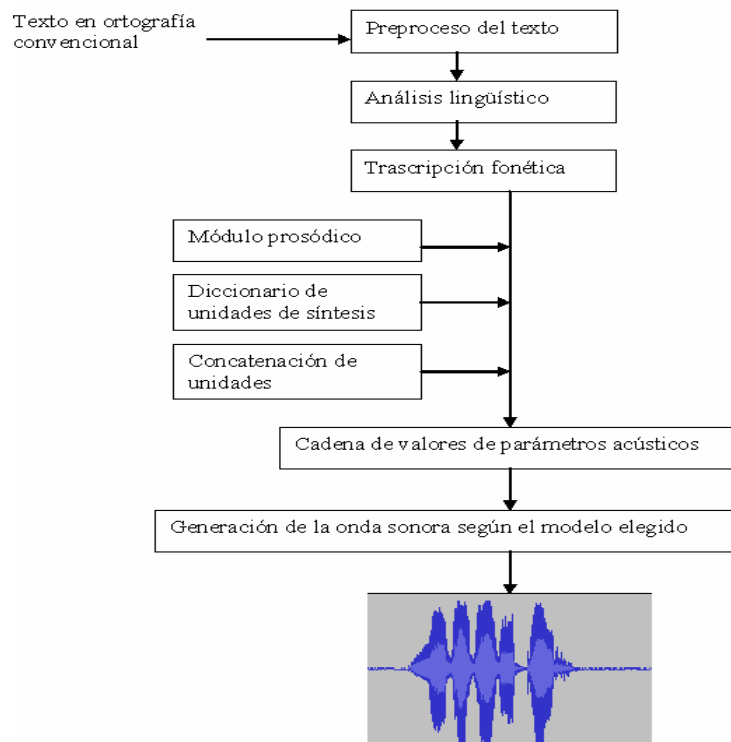 Texto en ortografía
convencional
Preproceso del texto
Análisis lingüístico
Trascripción fonética
Módulo prosódico
Diccionario de
unidades de síntesis
Concatenación de
unidades
Cadena de valores de parámetros acústicos
Generación de la onda sonora según el modelo elegido